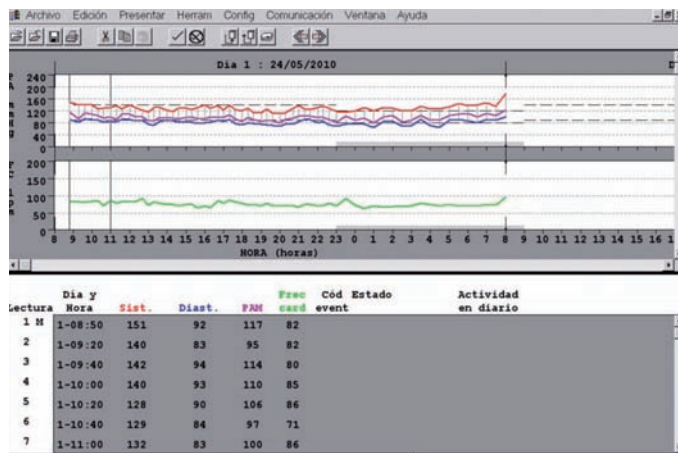 Archivo Edición Presentar Herram Config Comunicación Ventana Ayuda
Dia 1 : 24/05/2010
240
200
160
120
80
40
200
150
100
50
8 9 10 11 12 13 14 15 16 17 18 19 20 21 22 23 0 1 2 3 4 5 6 7 8 9 10 11 12 13 14 15 16
HORA (horas)
Lectura Dia y Hora Sist. Diast. PAM Frec card Cód event Estado Actividad en diario
1 M 1-08:50 151 92 117 82
2 1-09:20 140 83 95 82
3 1-09:40 142 94 114 80
4 1-10:00 140 93 110 85
5 1-10:20 128 90 106 86
6 1-10:40 129 84 97 71
7 1-11:00 132 83 100 86